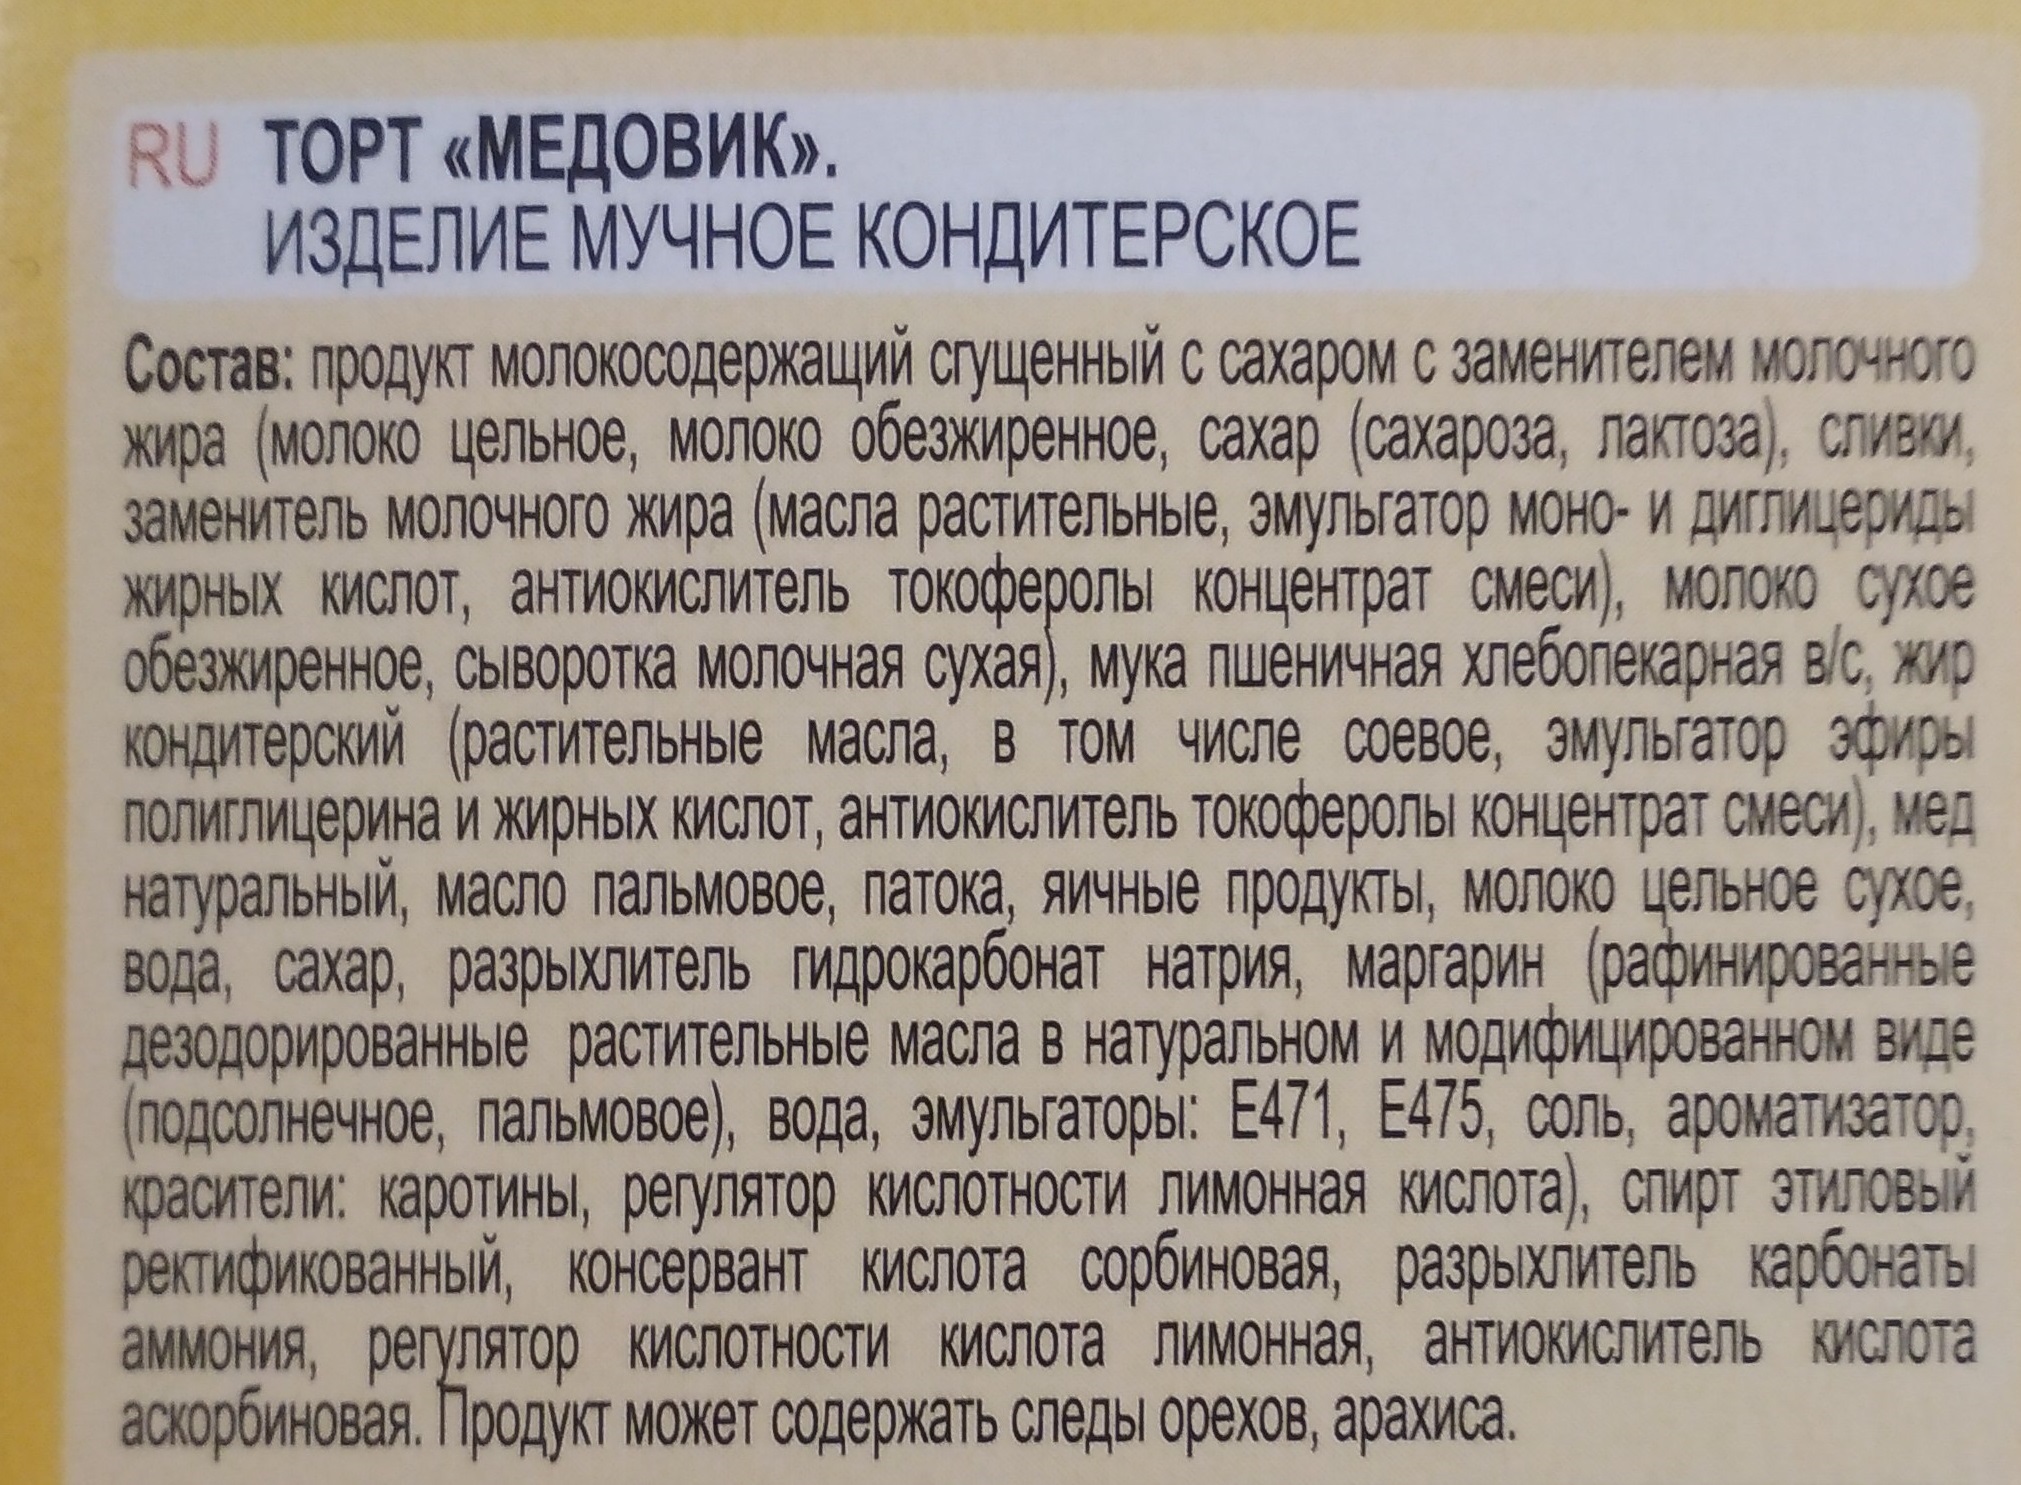 RU ТОРТ «МЕДОВИК».
ИЗДЕЛИЕ МУЧНОЕ КОНДИТЕРСКОЕ
Состав: продукт молокосодержащий сгущенный с сахаром с заменителем молочного
жира (молоко цельное, молоко обезжиренное, сахар (сахароза, лактоза), сливки,
заменитель молочного жира (масла растительные, эмульгатор моно- и диглицериды
жирных кислот, антиокислитель токоферолы концентрат смеси), молоко сухое
обезжиренное, сыворотка молочная сухая), мука пшеничная хлебопекарная в/с, жир
кондитерский (растительные масла, в том числе соевое, эмульгатор эфиры
полиглицерина и жирных кислот, антиокислитель токоферолы концентрат смеси), мед
натуральный, масло пальмовое, патока, яичные продукты, молоко цельное сухое,
вода, сахар, разрыхлитель гидрокарбонат натрия, маргарин (рафинированные
дезодорированные растительные масла в натуральном и модифицированном виде
(подсолнечное, пальмовое), вода, эмульгаторы: Е471, Е475, соль, ароматизатор,
красители: каротины, регулятор кислотности лимонная кислота), спирт этиловый
ректификованный, консервант кислота сорбиновая, разрыхлитель карбонаты
аммония, регулятор кислотности кислота лимонная, антиокислитель кислота
аскорбиновая. Продукт может содержать следы орехов, арахиса.